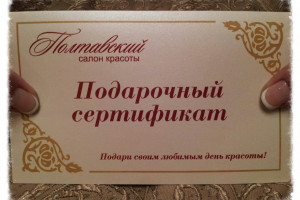 Полтавский
салон красоты
Подарочный
сертификат
Подари своим любимым день красоты!